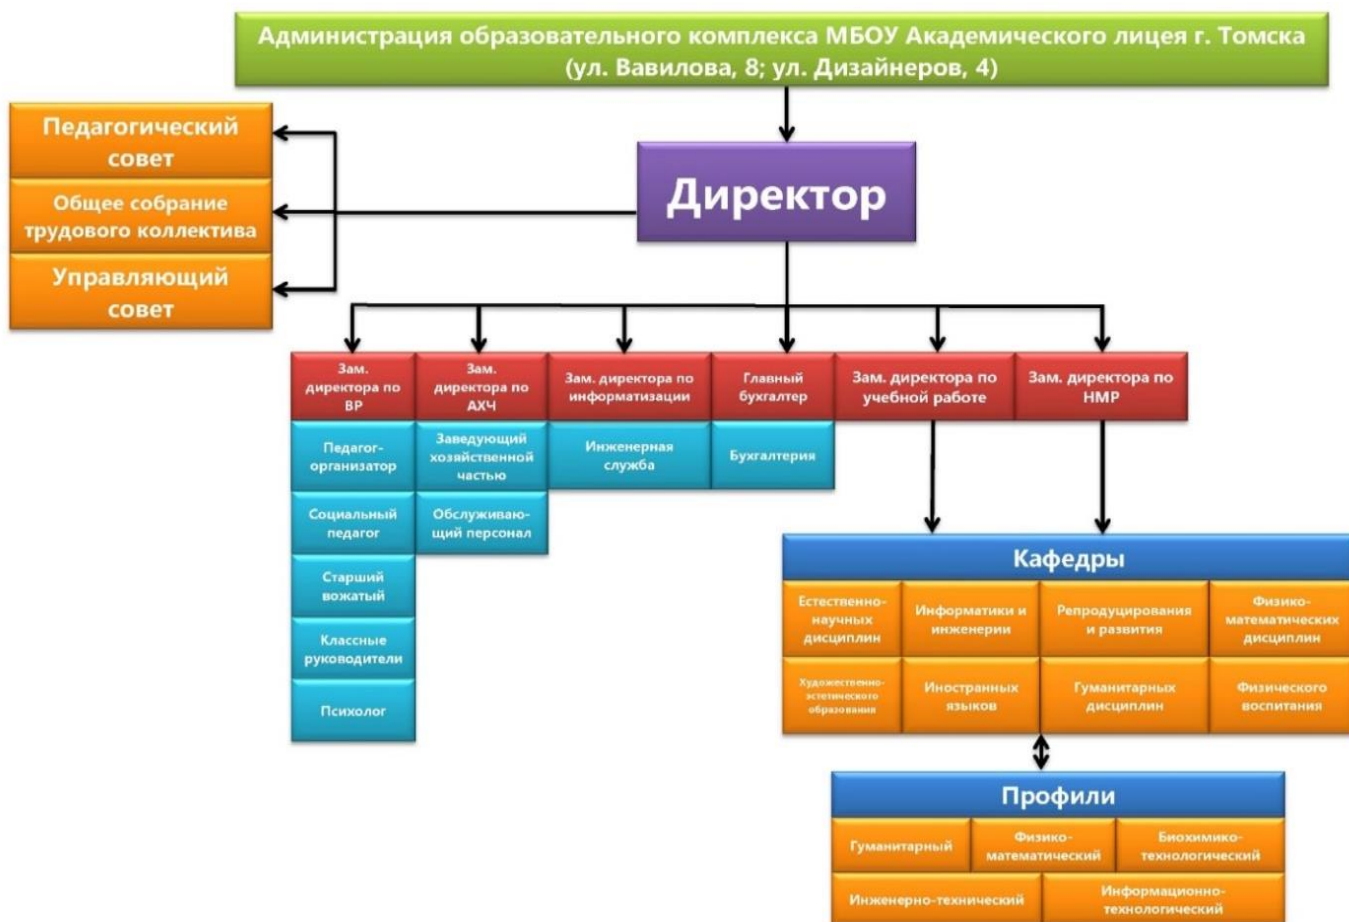 Администрация образовательного комплекса МБОУ Академического лицея г. Томска
(ул. Вавилова, 8; ул. Дизайнеров, 4)
Педагогический
совет
Общее собрание
трудового коллектива
Управляющий
совет
Директор
Зам.
директора по
ВР
Педагог-
организатор
Социальный
педагог
Старший
вожатый
Классные
руководители
Психолог
Зам.
директора по
АХЧ
Заведующий
хозяйственной
частью
Обслуживаю-
щий персонал
Зам. директора по
информатизации
Инженерная
служба
Главный
бухгалтер
Бухгалтерия
Зам. директора по
учебной работе
Зам. директора по
НМР
Кафедры
Естественно-
научных
дисциплин
Информатики и
инженерии
Репродуцирования
и развития
Физико-
математических
дисциплин
Художественно-
эстетического
образования
Иностранных
языков
Гуманитарных
дисциплин
Физического
воспитания
Профили
Гуманитарный
Физико-
математический
Биохимико-
технологический
Инженерно-технический
Информационно-
технологический